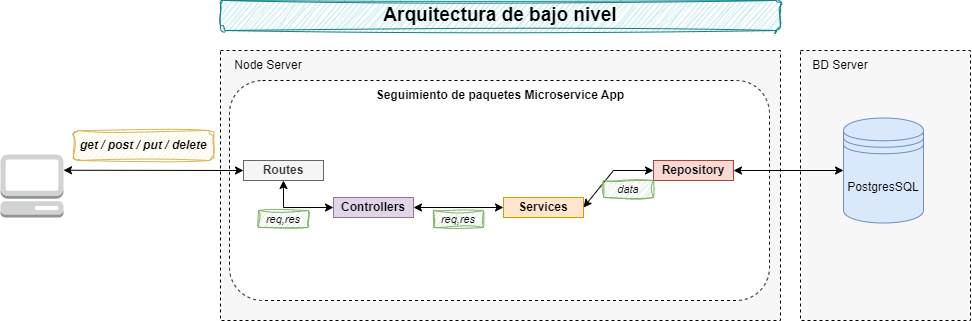 Arquitectura de bajo nivel
Node Server
BD Server
Seguimiento de paquetes Microservice App
get / post / put / delete
Routes
Repository
data
PostgresSQL
Controllers
Services
req,res
req,res